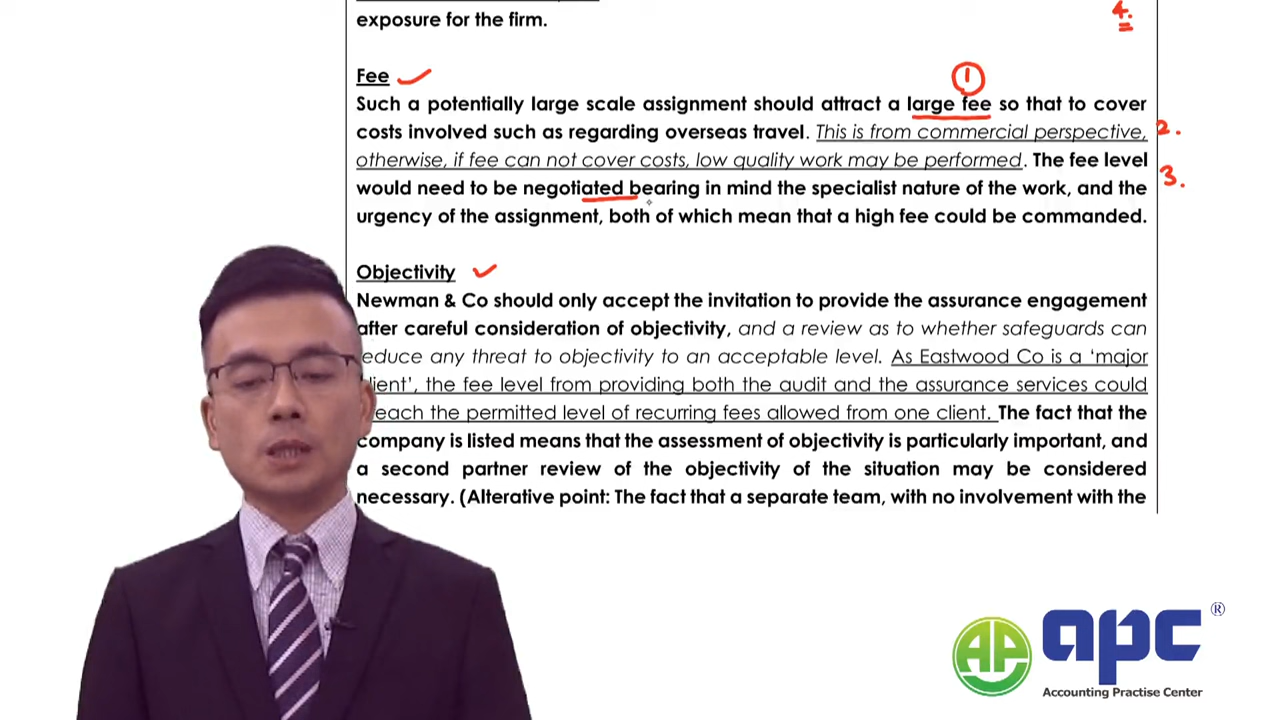 exposure for the firm.
4.
Fee
1
Such a potentially large scale assignment should attract a large fee so that to cover
costs involved such as regarding overseas travel. This is from commercial perspective,
2.
otherwise, if fee can not cover costs, low quality work may be performed. The fee level
3.
would need to be negotiated bearing in mind the specialist nature of the work, and the
urgency of the assignment, both of which mean that a high fee could be commanded.
Objectivity
Newman & Co should only accept the invitation to provide the assurance engagement
after careful consideration of objectivity, and a review as to whether safeguards can
educe any threat to objectivity to an acceptable level. As Eastwood Co is a ‘major
lient’, the fee level from providing both the audit and the assurance services could
each the permitted level of recurring fees allowed from one client. The fact that the
company is listed means that the assessment of objectivity is particularly important, and
a second partner review of the objectivity of the situation may be considered
necessary. (Alterative point: The fact that a separate team, with no involvement with the
AP
apc®
Accounting Practise Center